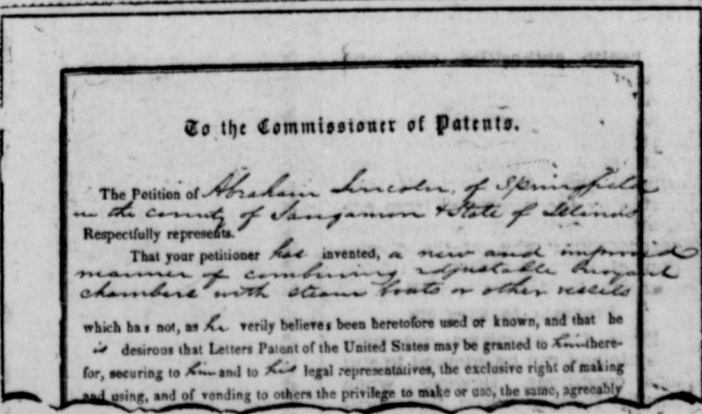 To the Commissioner of Patents.
The Petition of Abraham Lincoln, of Springfield
in the county of Sangamon & State of Illinois
Respectfully represents.
That your petitioner has invented, a new and improved
manner of combining adjustable buoyant
chambers with steam boats or other vessels
which has not, as he verily believes been heretofore used or known, and that he
is desirous that Letters Patent of the United States may be granted to him there-
for, securing to him and to his legal representatives, the exclusive right of making
and using, and of vending to others the privilege to make or use, the same, agreeably